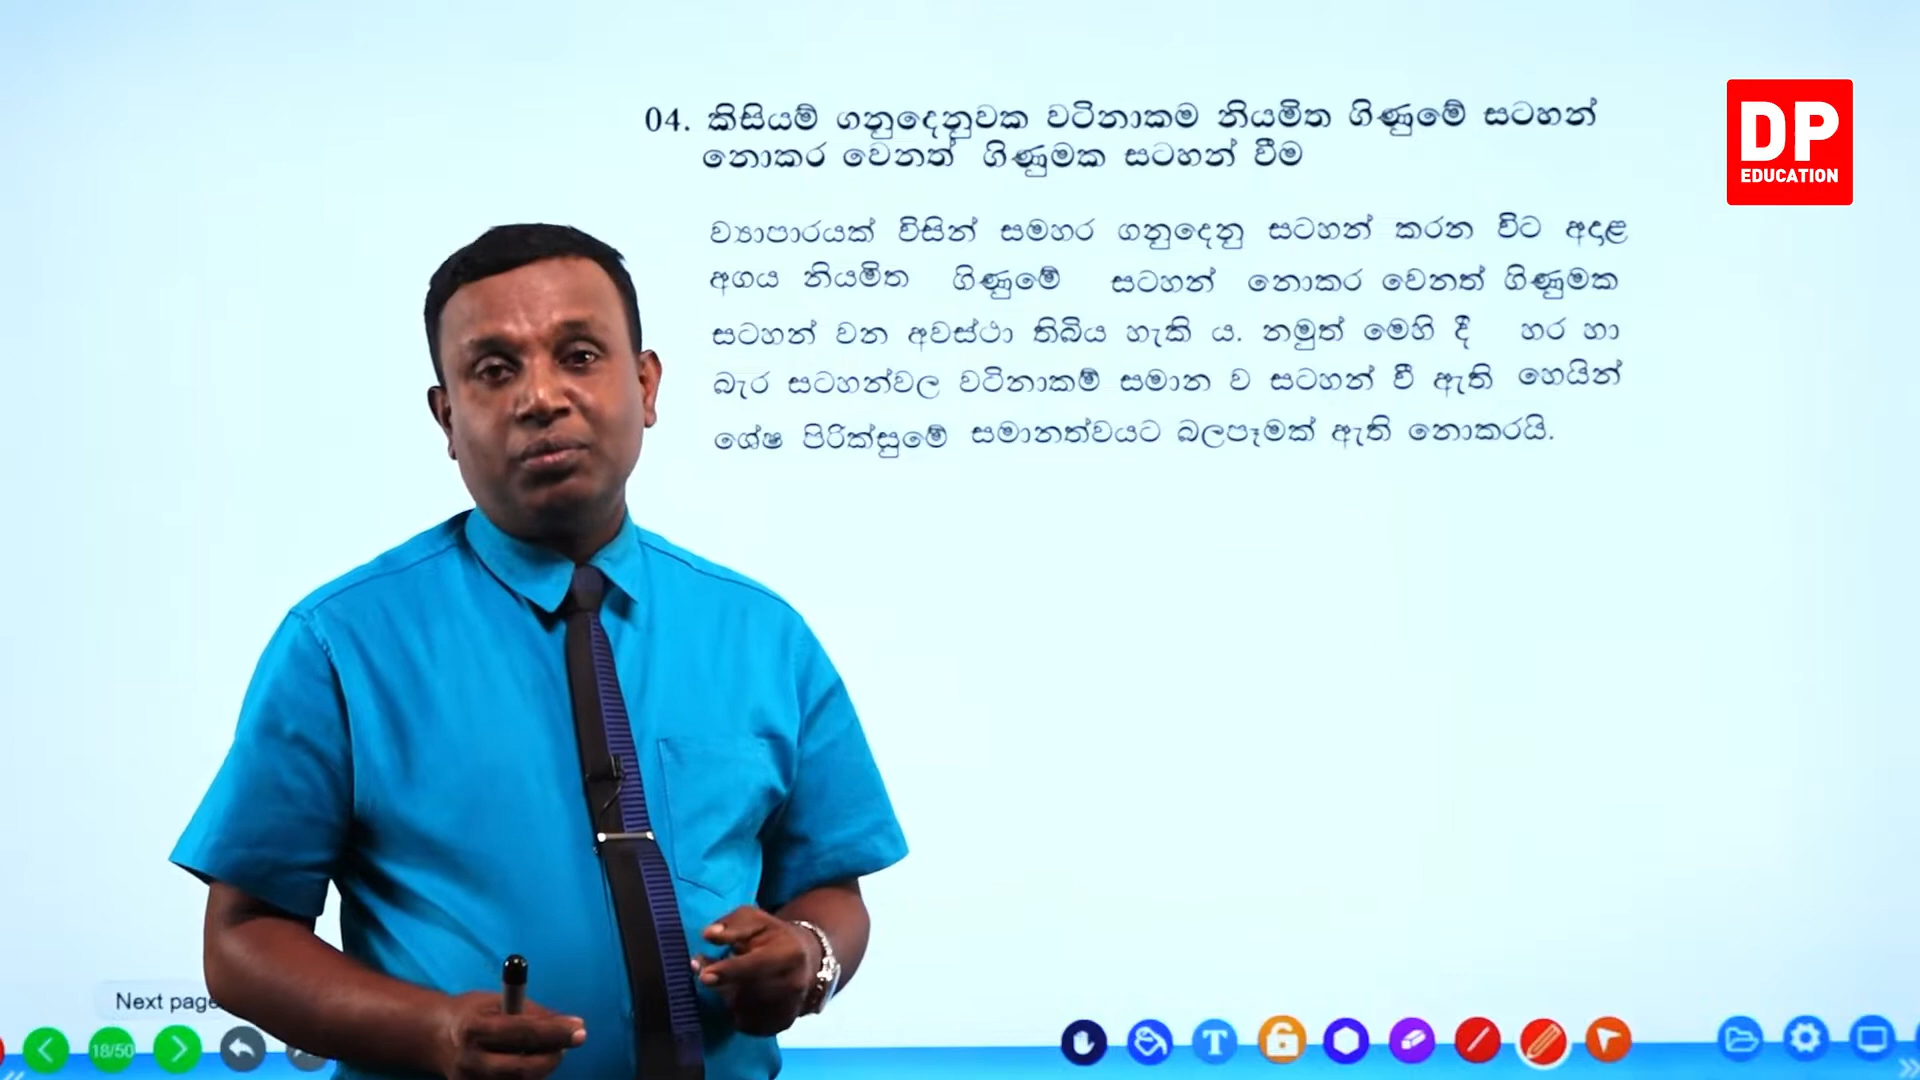 DP
EDUCATION
04. කිසියම් ගනුදෙනුවක වටිනාකම නියමිත ගිණුමේ සටහන්
නොකර වෙනත් ගිණුමක සටහන් වීම
ව්‍යාපාරයක් විසින් සමහර ගනුදෙනු සටහන් කරන විට අදාළ
අගය නියමිත ගිණුමේ සටහන් නොකර වෙනත් ගිණුමක
සටහන් වන අවස්ථා තිබිය හැකි ය. නමුත් මෙහි දී හර හා
බැර සටහන්වල වටිනාකම් සමාන ව සටහන් වී ඇති හෙයින්
ශේෂ පිරික්සුමේ සමානත්වයට බලපෑමක් ඇති නොකරයි.
Next page
18/50
T